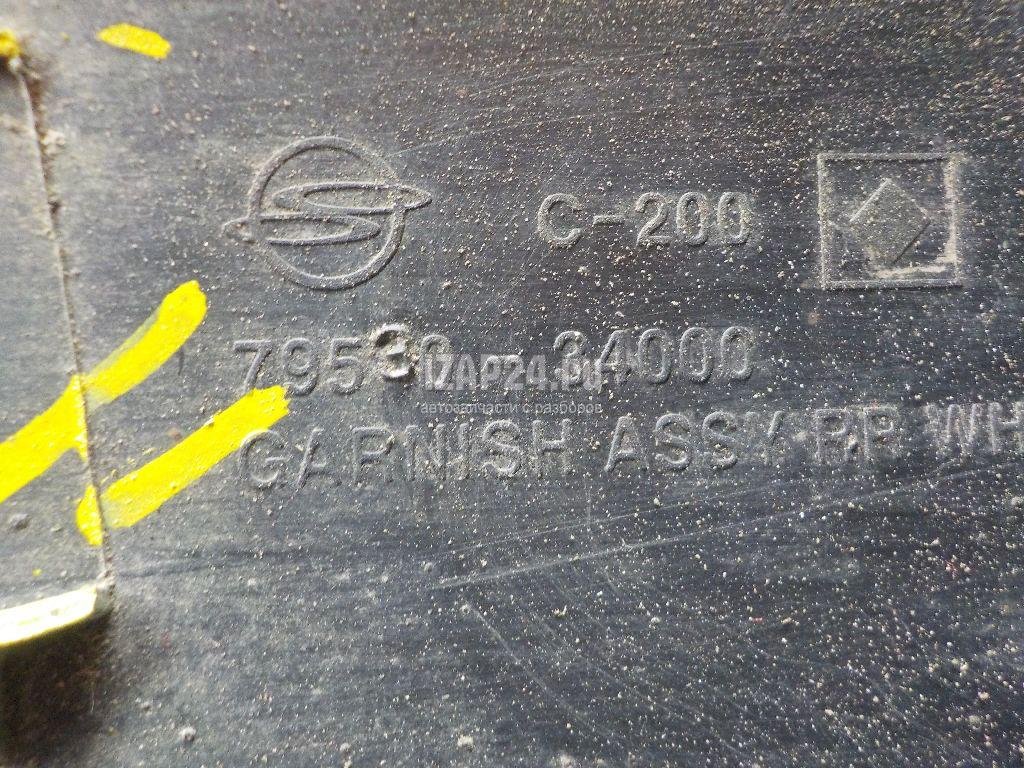 C-200
79530 - 34000
IZAP24.RU
автозапчасти с разборов
GARNISH ASSY RR WH